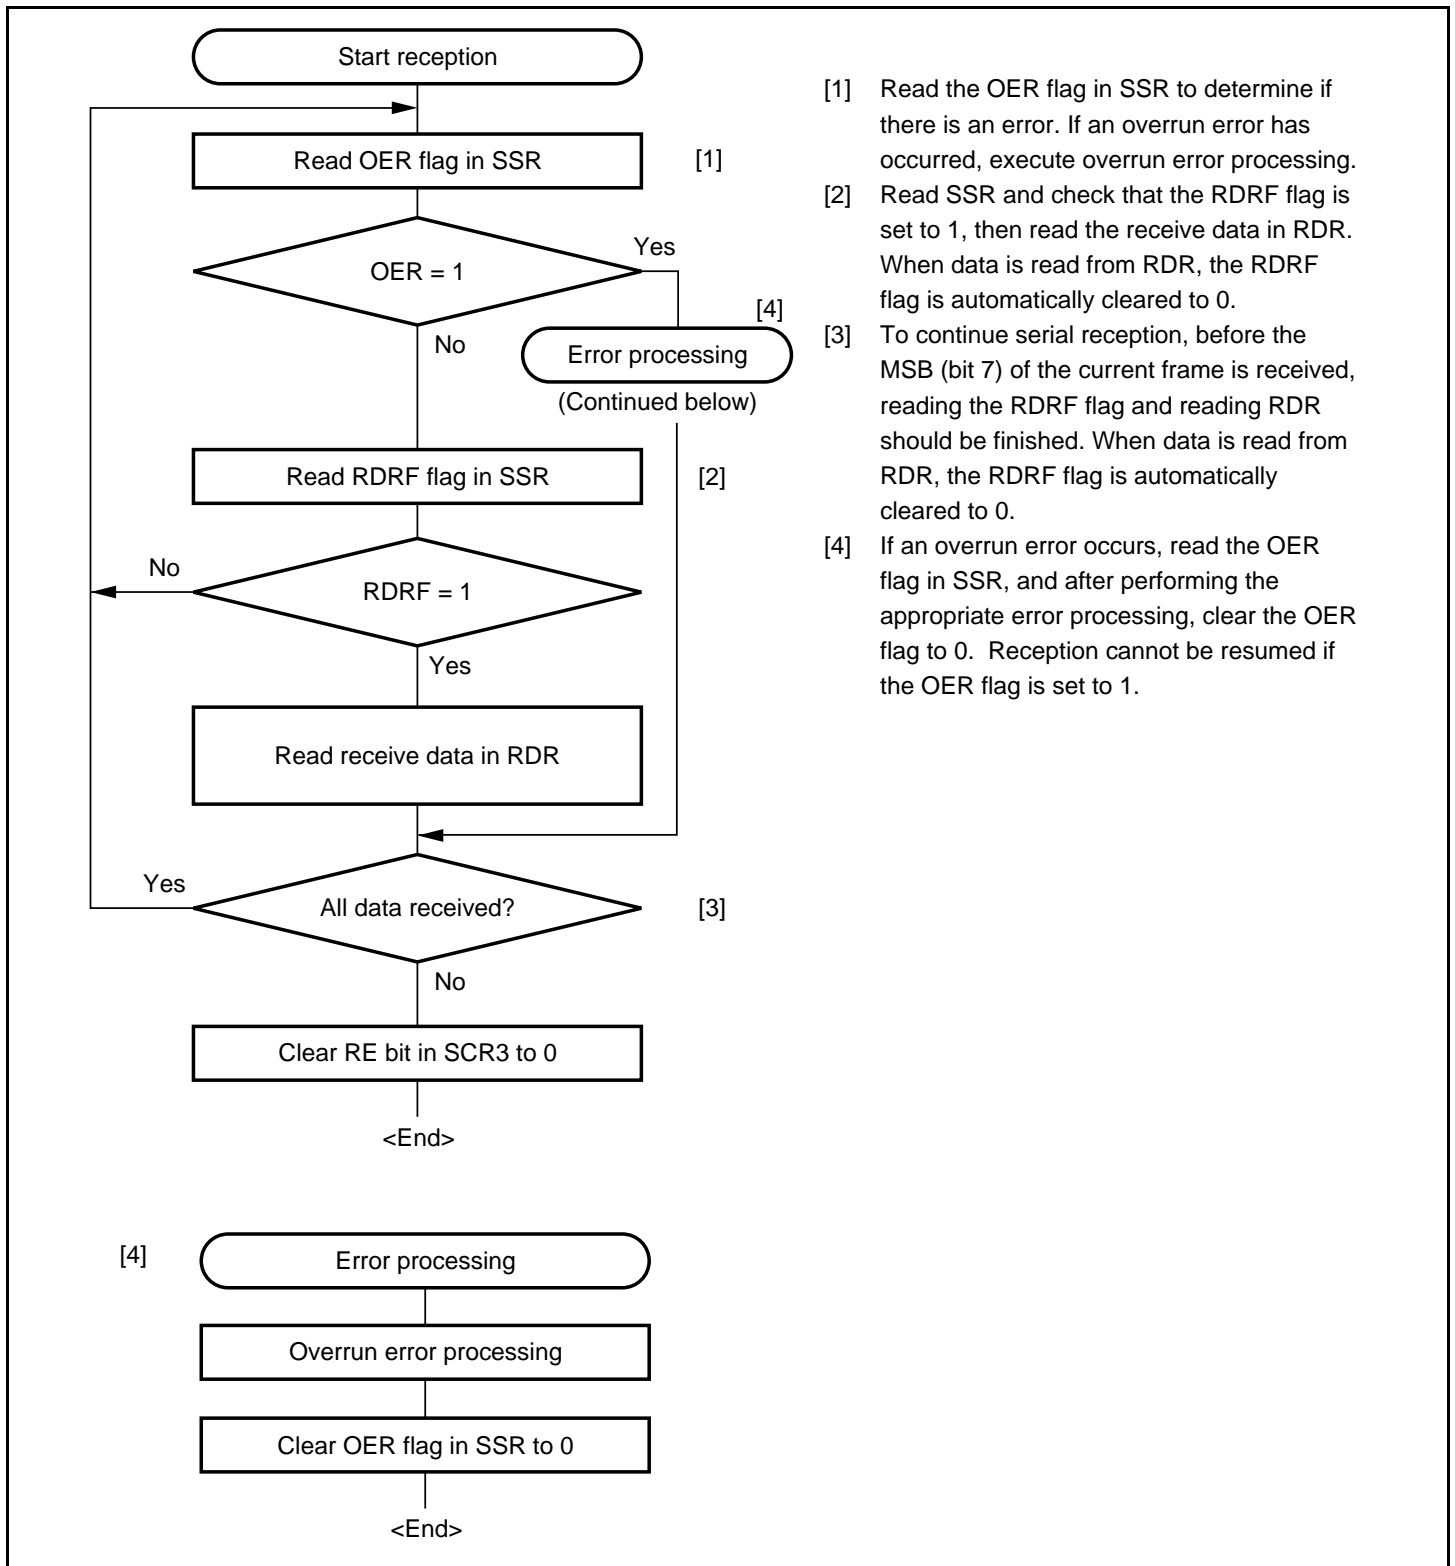 Start reception
Read OER flag in SSR
[1]
OER = 1
Yes
No
[4]
Error processing
(Continued below)
Read RDRF flag in SSR
[2]
No
RDRF = 1
Yes
Read receive data in RDR
Yes
All data received?
[3]
No
Clear RE bit in SCR3 to 0
<End>
[4]
Error processing
Overrun error processing
Clear OER flag in SSR to 0
<End>
[1] Read the OER flag in SSR to determine if
there is an error. If an overrun error has
occurred, execute overrun error processing.
[2] Read SSR and check that the RDRF flag is
set to 1, then read the receive data in RDR.
When data is read from RDR, the RDRF
flag is automatically cleared to 0.
[3] To continue serial reception, before the
MSB (bit 7) of the current frame is received,
reading the RDRF flag and reading RDR
should be finished. When data is read from
RDR, the RDRF flag is automatically
cleared to 0.
[4] If an overrun error occurs, read the OER
flag in SSR, and after performing the
appropriate error processing, clear the OER
flag to 0.  Reception cannot be resumed if
the OER flag is set to 1.